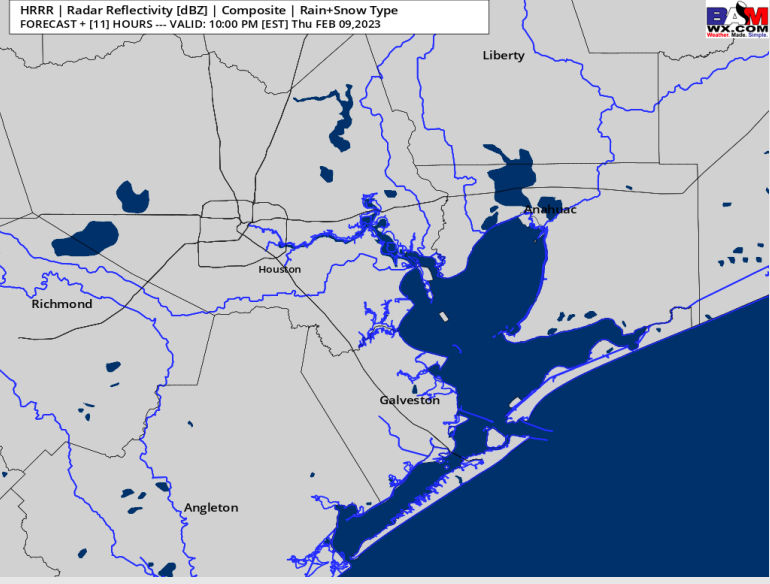 HRRR | Radar Reflectivity [dBZ] | Composite | Rain+Snow Type
FORECAST + [11] HOURS --- VALID: 10:00 PM [EST] Thu FEB 09,2023
BAM
WX.COM
Weather. Made. Simple.
Liberty
Anahuac
Houston
Richmond
Galveston
Angleton